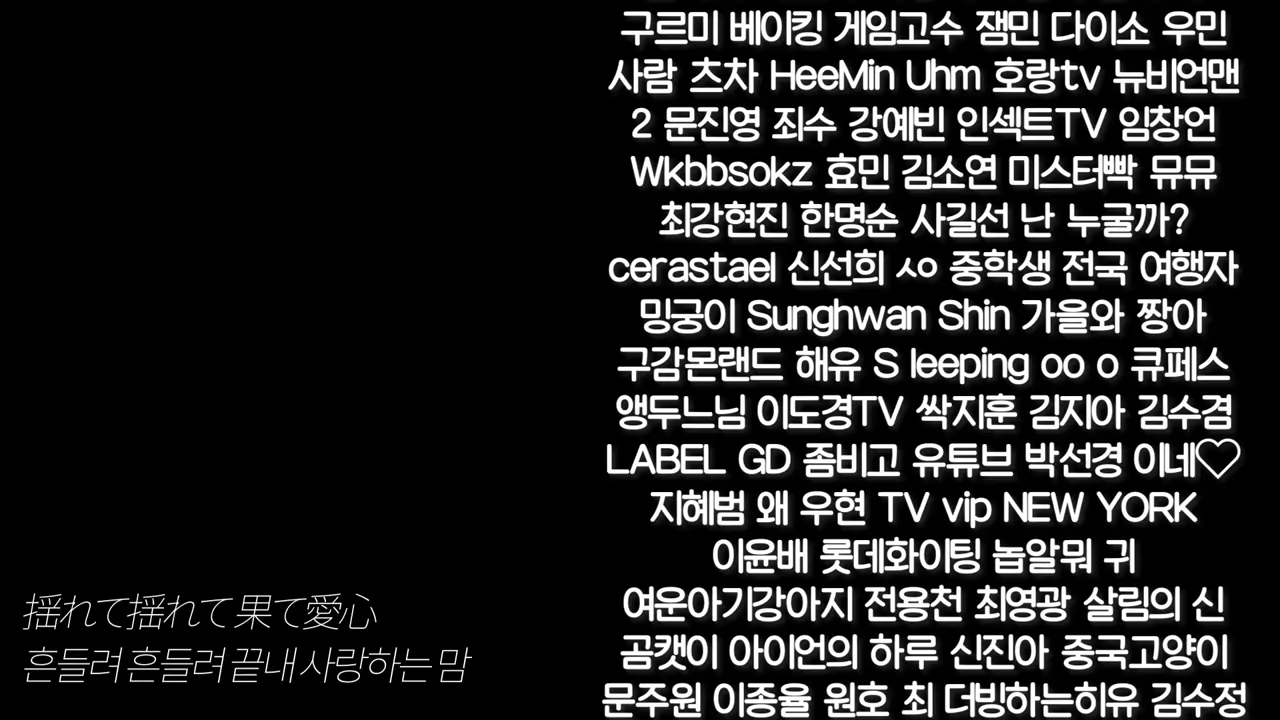 구르미 베이킹 게임고수 잼민 다이소 우민
사람 츠차 HeeMin Uhm 호랑tv 뉴비언맨
2 문진영 죄수 강예빈 인섹트TV 임창언
Wkbbsokz 효민 김소연 미스터빡 뮤뮤
최강현진 한명순 사길선 난 누굴까?
cerastael 신선희 ㅅㅇ 중학생 전국 여행자
밍궁이 Sunghwan Shin 가을와 짱아
구감몬랜드 해유 S leeping oo o 큐페스
앵두느님 이도경TV 싹지훈 김지아 김수겸
LABEL GD 좀비고 유튜브 박선경 이네♡
지혜범 왜 우현 TV vip NEW YORK
이윤배 롯데화이팅 놉알뭐 귀
여운아기강아지 전용천 최영광 살림의 신
곰캣이 아이언의 하루 신진아 중국고양이
문주원 이종율 원호 최 더빙하는히유 김수정
揺れて揺れて 果て愛心
흔들려 흔들려 끝내 사랑하는 맘